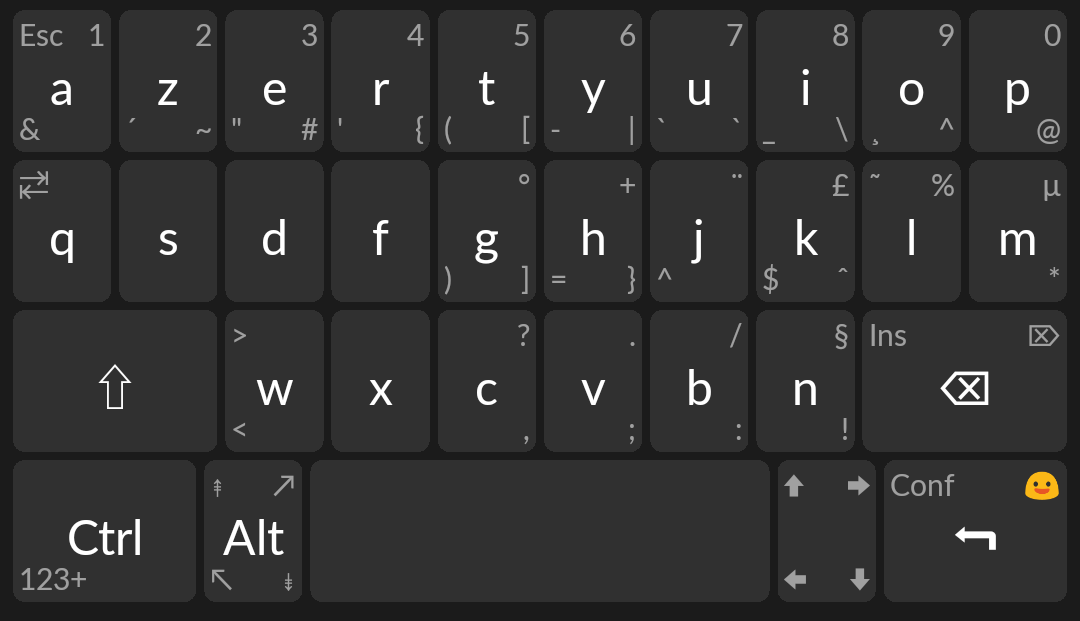 Esc 1 2 3 4 5 6 7 8 9 0
a z e r t y u i o p
& ´ ~ " # ' { ( [ - | ` ` _ \ ¸ ^ @
⇄ ° + ¨ £ ˜ % µ
q s d f g h j k l m
) ] = } ^ $ ˆ *
> ? . / § Ins ⌦
⇧ w x c v b n ⌫
< , ; : !
⇞ ↗ ⬆ ➡ Conf 😃
Ctrl Alt ↵
123+ ↖ ⇟ ⬅ ⬇